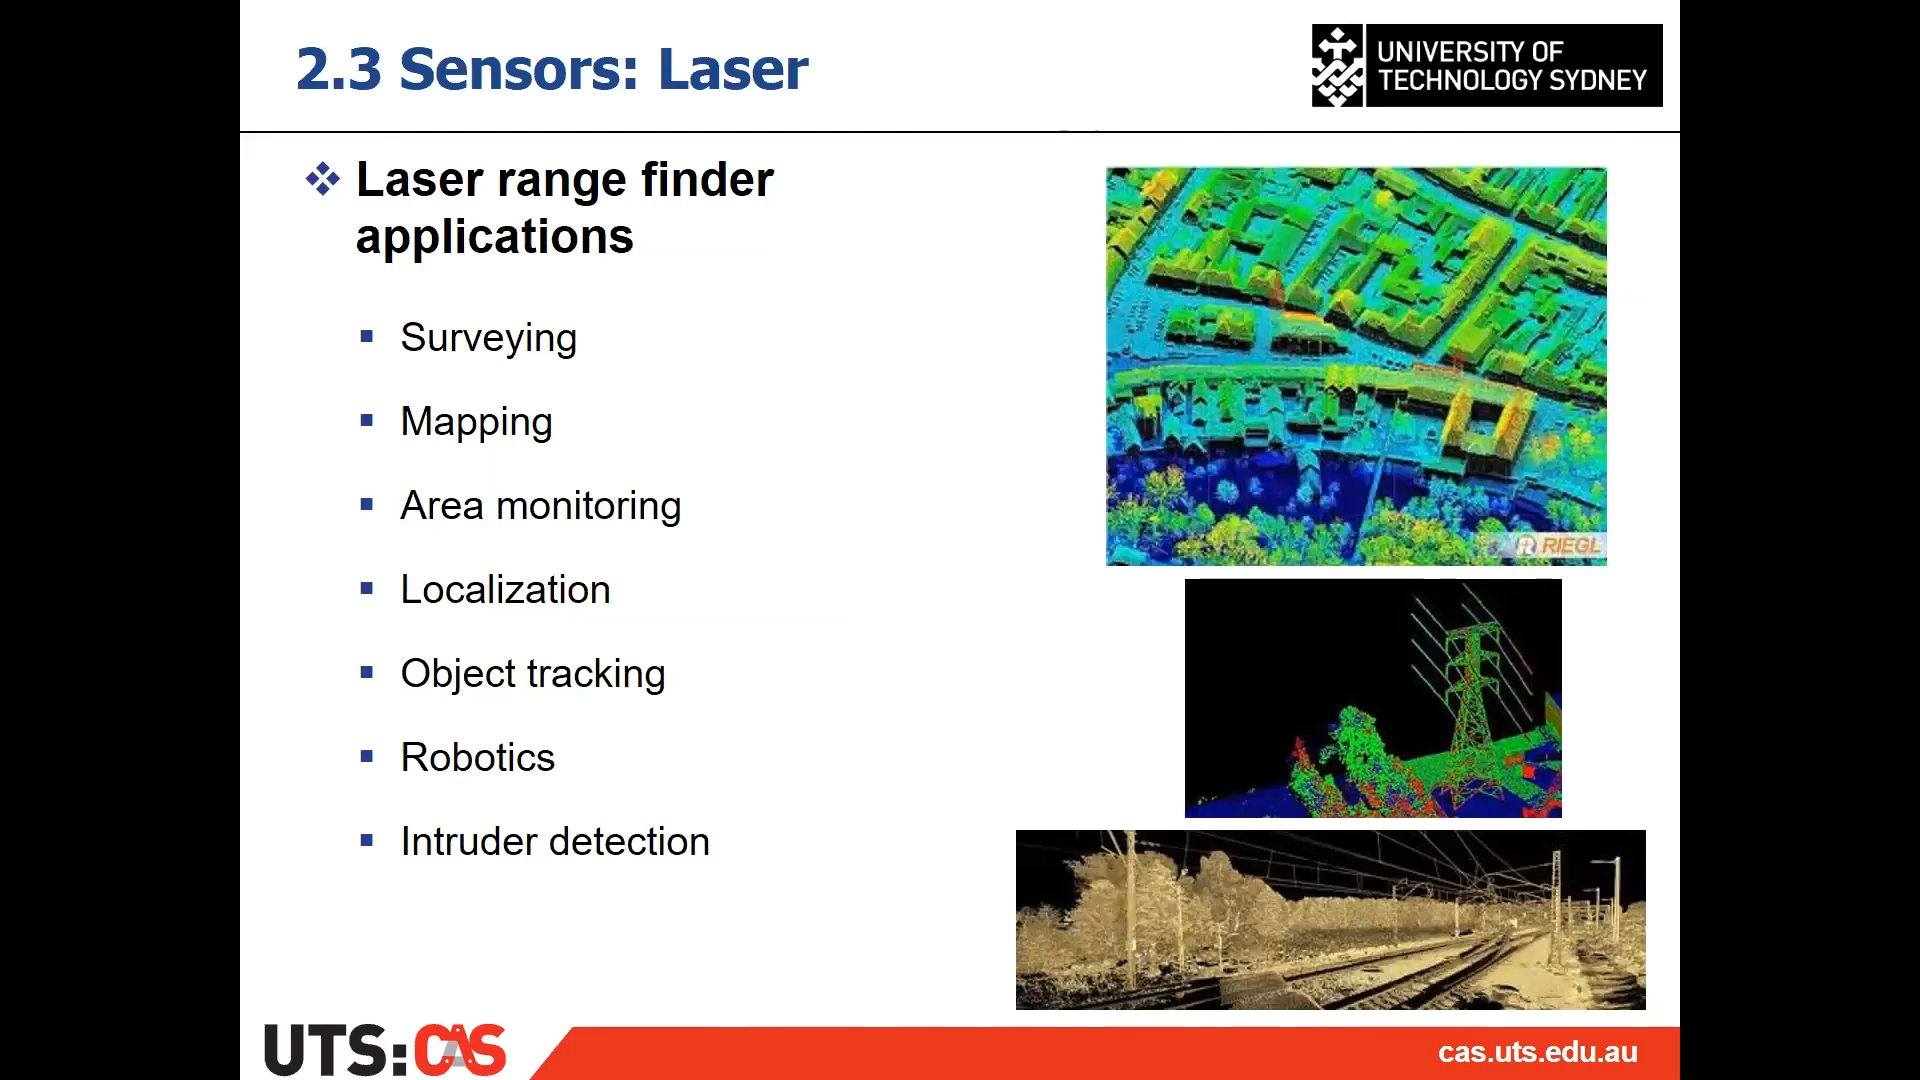 2.3 Sensors: Laser
UNIVERSITY OF
TECHNOLOGY SYDNEY
Laser range finder
applications
Surveying
Mapping
Area monitoring
Localization
Object tracking
Robotics
Intruder detection
RIEGL
UTS:CAS
cas.uts.edu.au